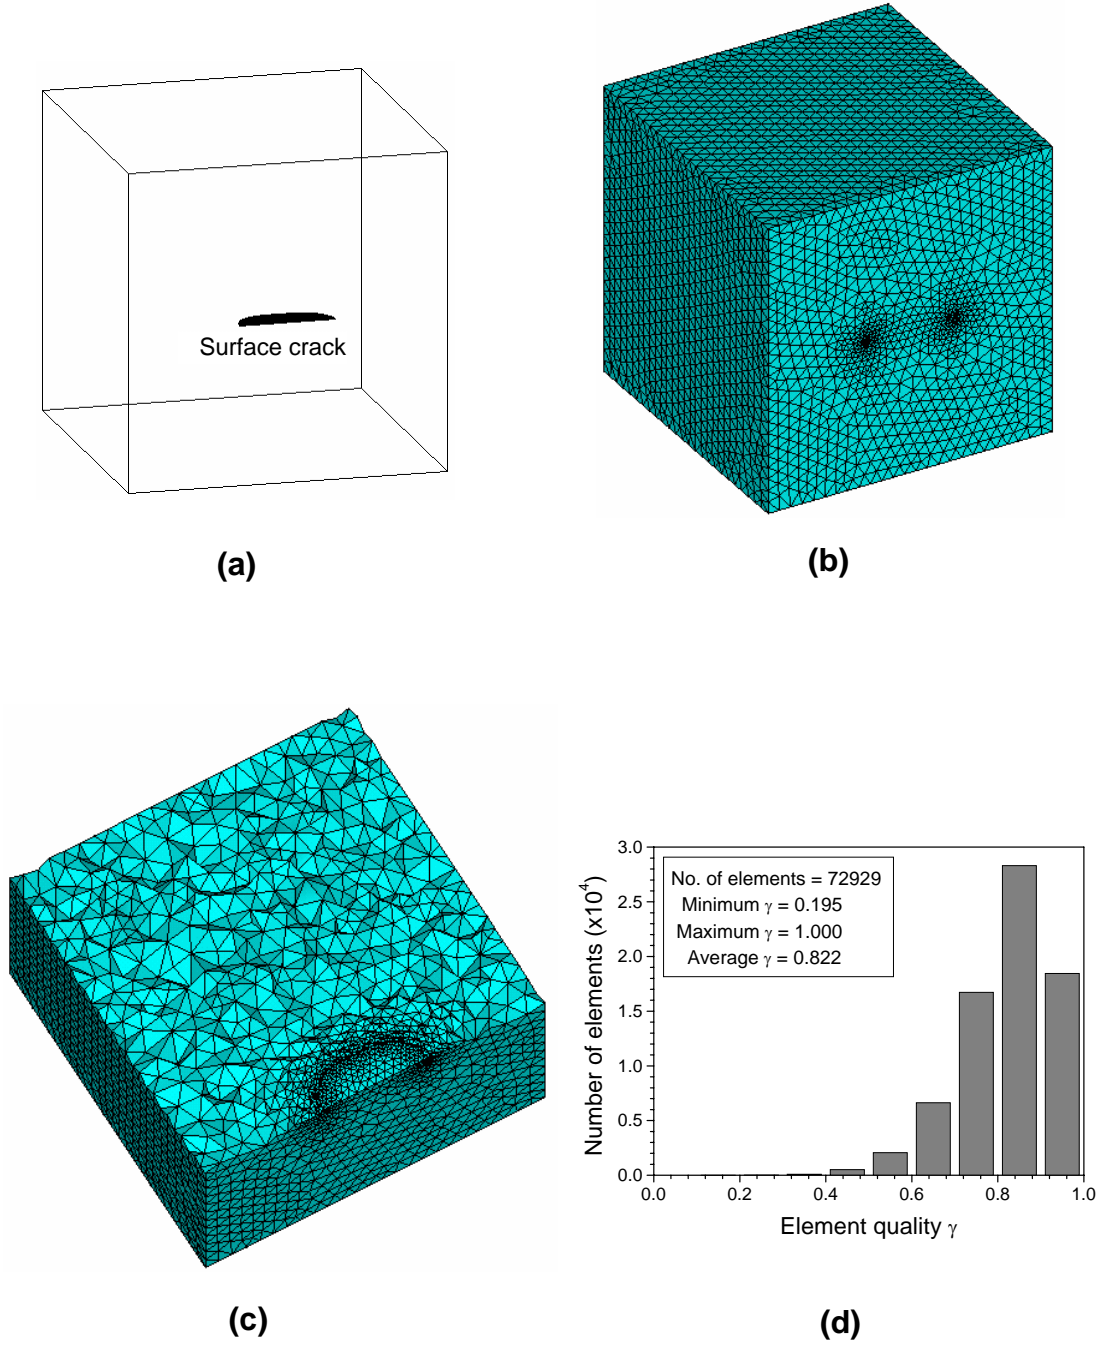 Surface crack
(a)
(b)
(c)
3.0
2.5
2.0
1.5
1.0
0.5
0.0
Number of elements (x10⁴)
No. of elements = 72929
Minimum γ = 0.195
Maximum γ = 1.000
Average γ = 0.822
0.0 0.2 0.4 0.6 0.8 1.0
Element quality γ
(d)